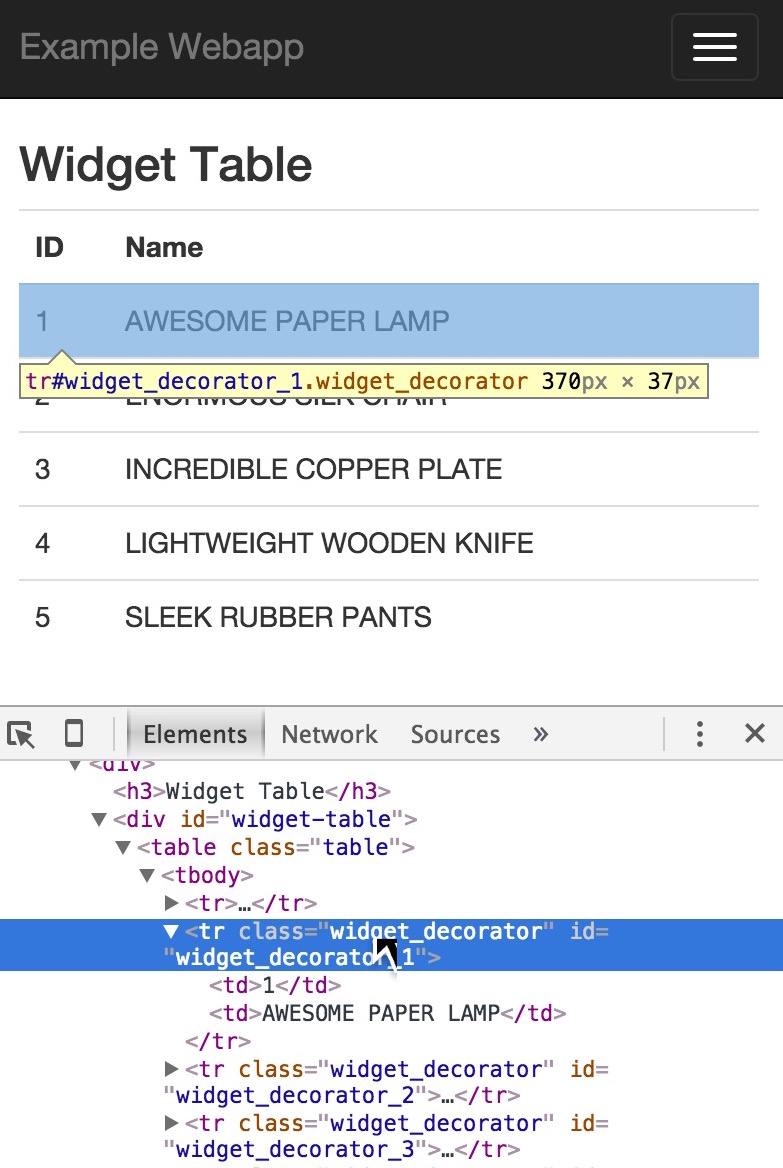 Example Webapp
Widget Table
ID Name
1 AWESOME PAPER LAMP
tr#widget_decorator_1.widget_decorator 370px × 37px
2 ENORMOUS SILK CHAIR
3 INCREDIBLE COPPER PLATE
4 LIGHTWEIGHT WOODEN KNIFE
5 SLEEK RUBBER PANTS
Elements Network Sources »
▼<div>
<h3>Widget Table</h3>
▼<div id="widget-table">
▼<table class="table">
▼<tbody>
▶<tr>…</tr>
▼<tr class="widget_decorator" id=
"widget_decorator_1">
<td>1</td>
<td>AWESOME PAPER LAMP</td>
</tr>
▶<tr class="widget_decorator" id=
"widget_decorator_2">…</tr>
▶<tr class="widget_decorator" id=
"widget_decorator_3">…</tr>